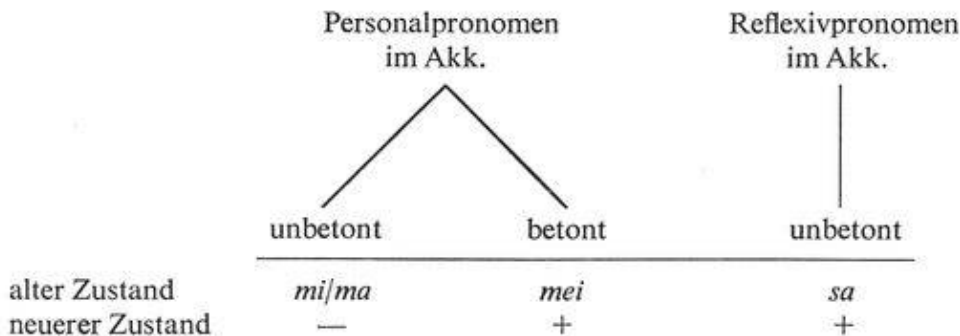 Personalpronomen Reflexivpronomen
im Akk. im Akk.
unbetont betont unbetont
alter Zustand mi/ma mei sa
neuerer Zustand — + +